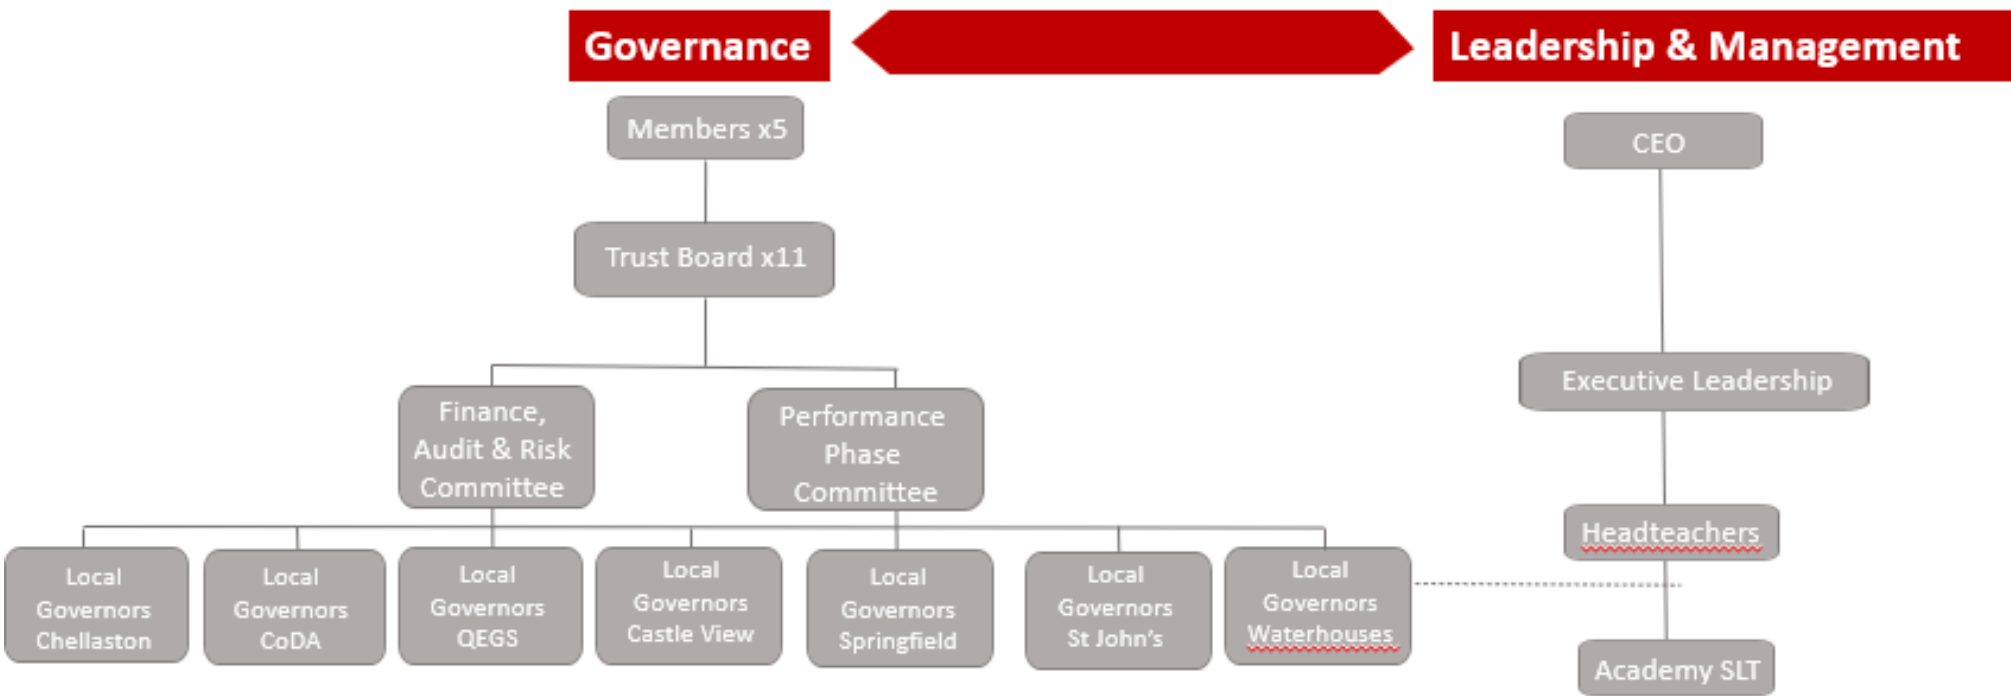 Governance
Leadership & Management
Members x5
CEO
Trust Board x11
Executive Leadership
Finance,
Audit & Risk
Committee
Performance
Phase
Committee
Headteachers
Local
Governors
Chellaston
Local
Governors
CoDA
Local
Governors
QEGS
Local
Governors
Castle View
Local
Governors
Springfield
Local
Governors
St John's
Local
Governors
Waterhouses
Academy SLT